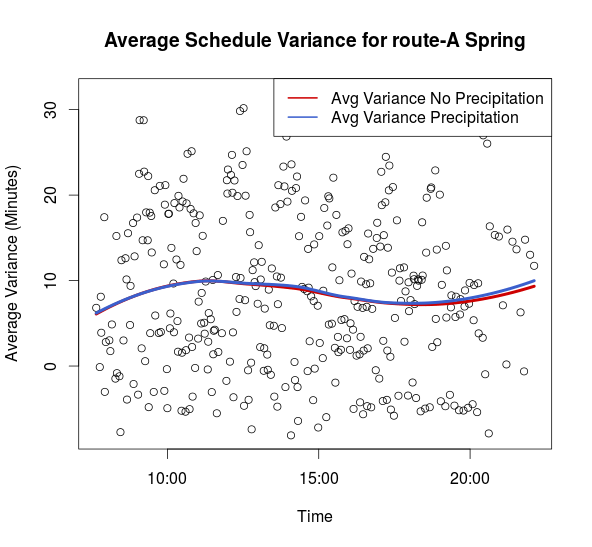 Average Schedule Variance for route-A Spring
Avg Variance No Precipitation
Avg Variance Precipitation
Average Variance (Minutes)
30
20
10
0
10:00 15:00 20:00
Time